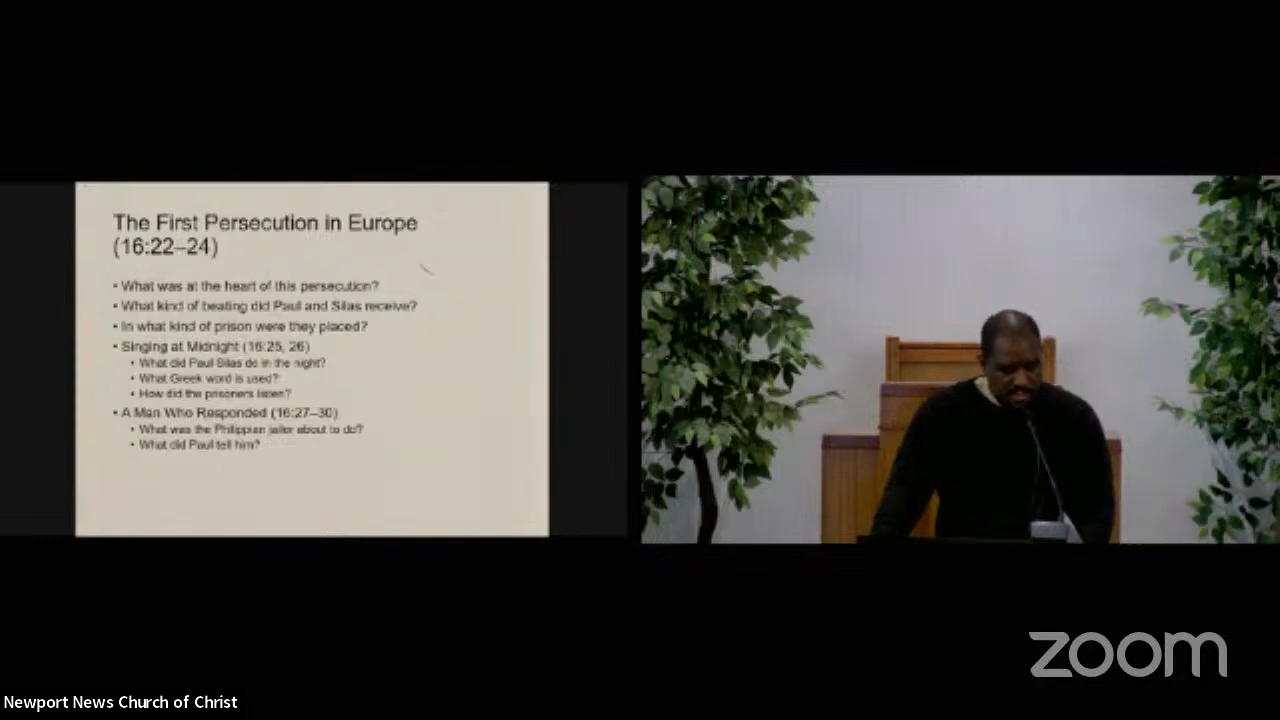 The First Persecution in Europe
(16:22–24)
• What was at the heart of this persecution?
• What kind of beating did Paul and Silas receive?
• In what kind of prison were they placed?
• Singing at Midnight (16:25, 26)
• What did Paul Silas do in the night?
• What Greek word is used?
• How did the prisoners listen?
• A Man Who Responded (16:27–30)
• What was the Philippian jailor about to do?
• What did Paul tell him?
zoom
Newport News Church of Christ